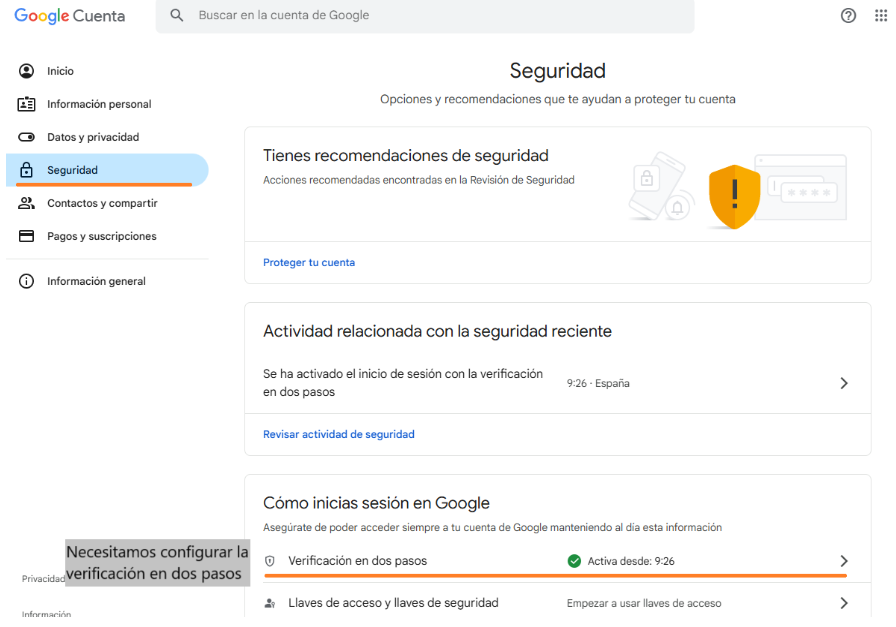 Google Cuenta
Buscar en la cuenta de Google
Inicio
Información personal
Datos y privacidad
Seguridad
Contactos y compartir
Pagos y suscripciones
Información general
Seguridad
Opciones y recomendaciones que te ayudan a proteger tu cuenta
Tienes recomendaciones de seguridad
Acciones recomendadas encontradas en la Revisión de Seguridad
Proteger tu cuenta
Actividad relacionada con la seguridad reciente
Se ha activado el inicio de sesión con la verificación
en dos pasos
9:26 · España
Revisar actividad de seguridad
Cómo inicias sesión en Google
Asegúrate de poder acceder siempre a tu cuenta de Google manteniendo al día esta información
Verificación en dos pasos
Activa desde: 9:26
Llaves de acceso y llaves de seguridad
Empezar a usar llaves de acceso
Necesitamos configurar la
verificación en dos pasos
Privacidad
Información